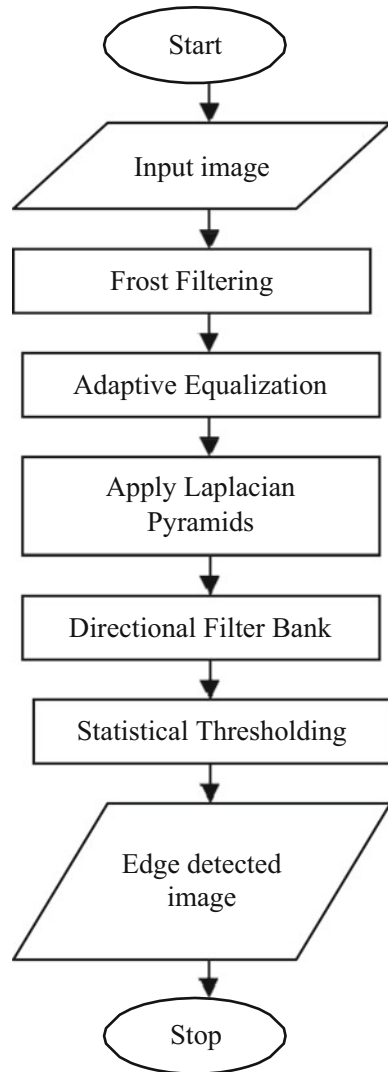 Start
Input image
Frost Filtering
Adaptive Equalization
Apply Laplacian
Pyramids
Directional Filter Bank
Statistical Thresholding
Edge detected
image
Stop